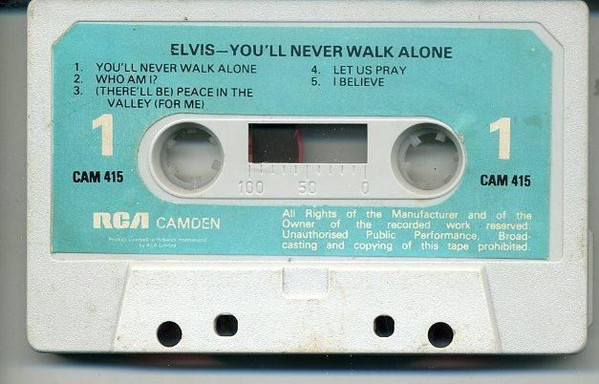 ELVIS—YOU'LL NEVER WALK ALONE
1. YOU'LL NEVER WALK ALONE
2. WHO AM I?
3. (THERE'LL BE) PEACE IN THE
VALLEY (FOR ME)
4. LET US PRAY
5. I BELIEVE
1
1
CAM 415
CAM 415
100 50 0
RCA CAMDEN
All Rights of the Manufacturer and of the
Owner of the recorded work reserved.
Unauthorised Public Performance, Broad-
casting and copying of this tape prohibited.